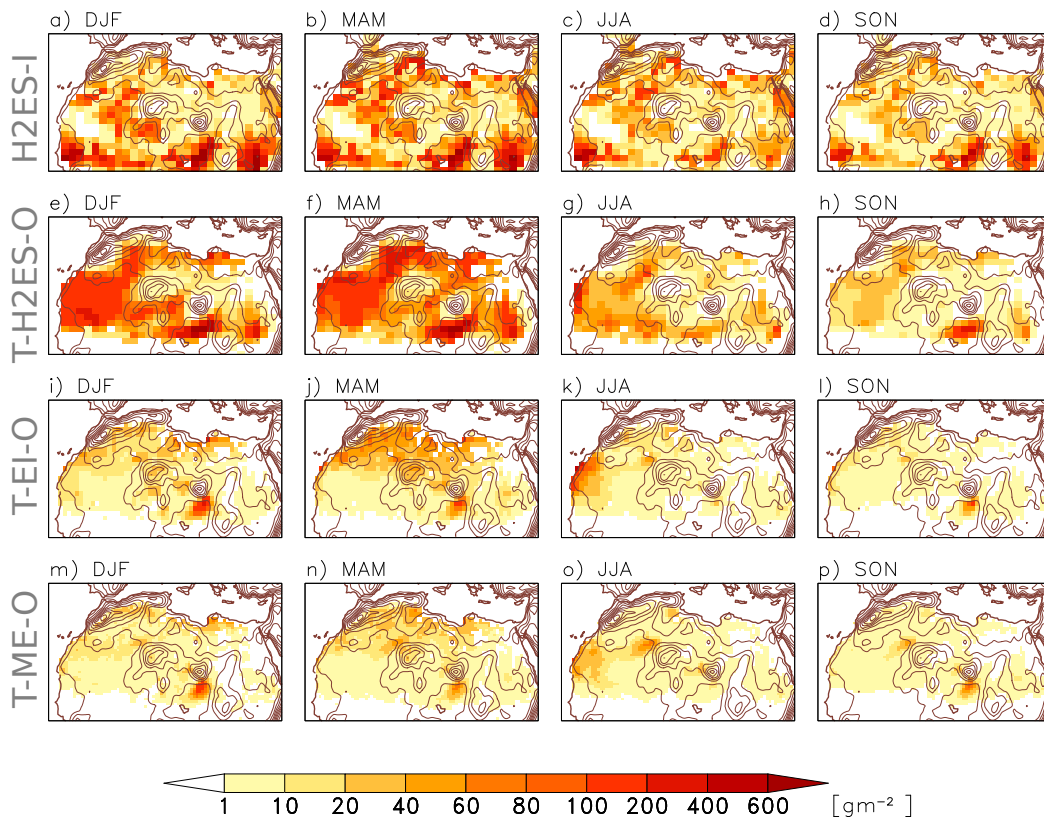 a) DJF b) MAM c) JJA d) SON
H2ES-I
e) DJF f) MAM g) JJA h) SON
T-H2ES-O
i) DJF j) MAM k) JJA l) SON
T-EI-O
m) DJF n) MAM o) JJA p) SON
T-ME-O
1 10 20 40 60 80 100 200 400 600 [gm⁻²]